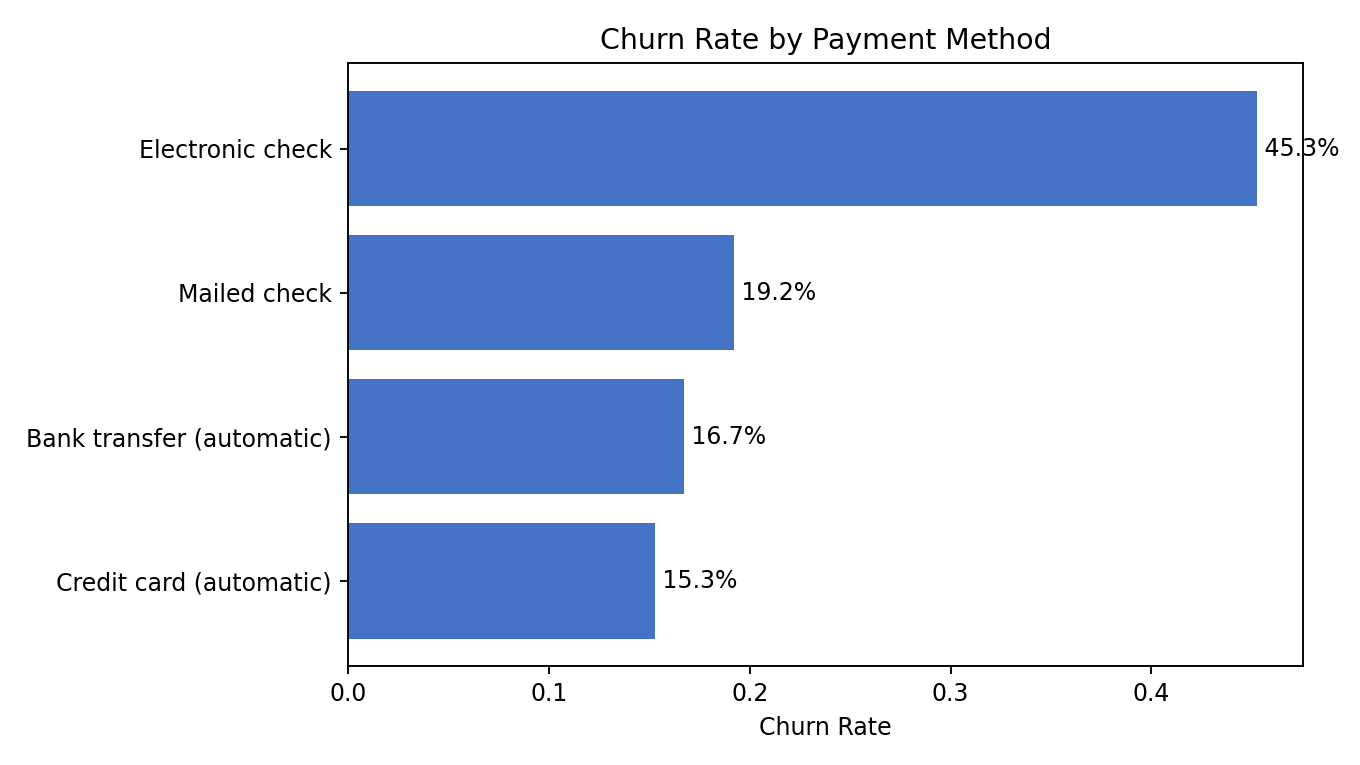 Churn Rate by Payment Method
Electronic check
45.3%
Mailed check
19.2%
Bank transfer (automatic)
16.7%
Credit card (automatic)
15.3%
0.0 0.1 0.2 0.3 0.4
Churn Rate